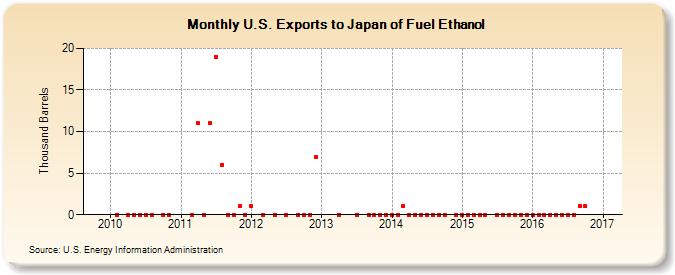 Monthly U.S. Exports to Japan of Fuel Ethanol
Thousand Barrels
20
15
10
5
0
2010 2011 2012 2013 2014 2015 2016 2017
Source: U.S. Energy Information Administration